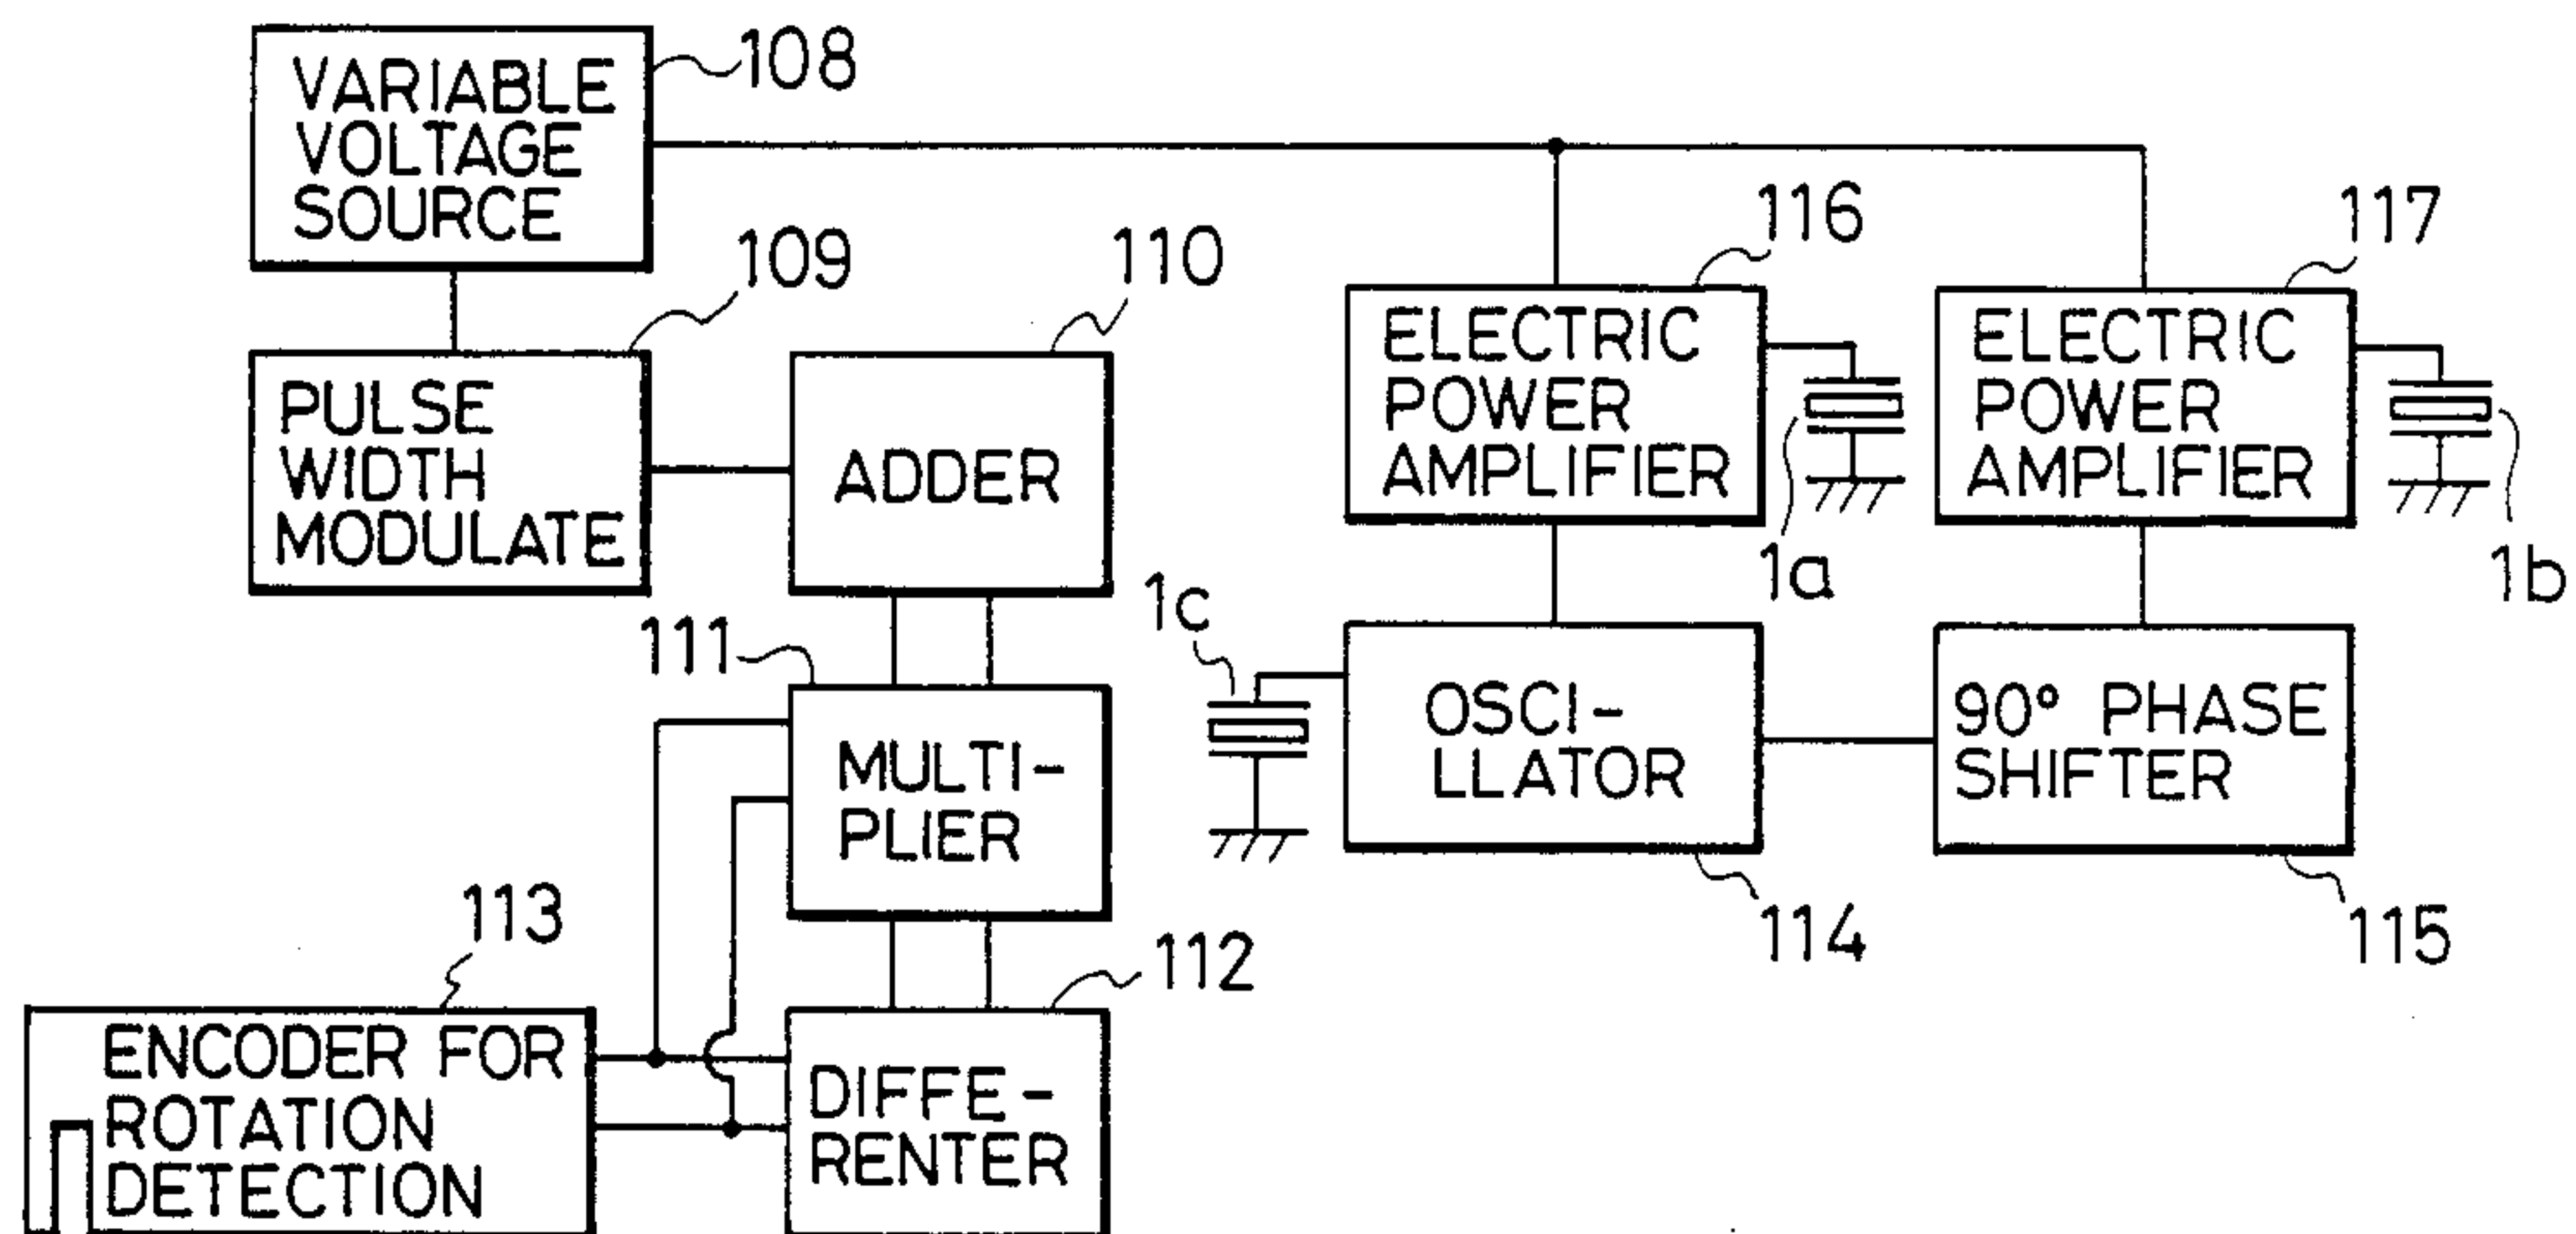 VARIABLE
VOLTAGE
SOURCE
108
109
110
116
117
PULSE
WIDTH
MODULATE
ADDER
ELECTRIC
POWER
AMPLIFIER
1a
ELECTRIC
POWER
AMPLIFIER
1b
111
1c
MULTI-
PLIER
OSCI-
LLATOR
90° PHASE
SHIFTER
113
112
114
115
ENCODER FOR
ROTATION
DETECTION
DIFFE-
RENTER